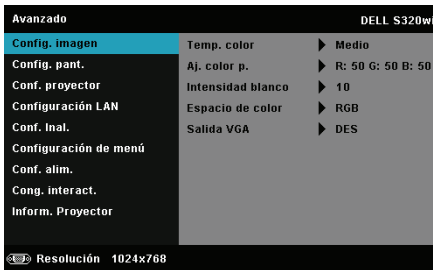 Avanzado DELL S320wi
Config. imagen Temp. color Medio
Config. pant. Aj. color p. R: 50 G: 50 B: 50
Conf. proyector Intensidad blanco 10
Configuración LAN Espacio de color RGB
Conf. Inal. Salida VGA DES
Configuración de menú
Conf. alim.
Cong. interact.
Inform. Proyector
Resolución 1024x768